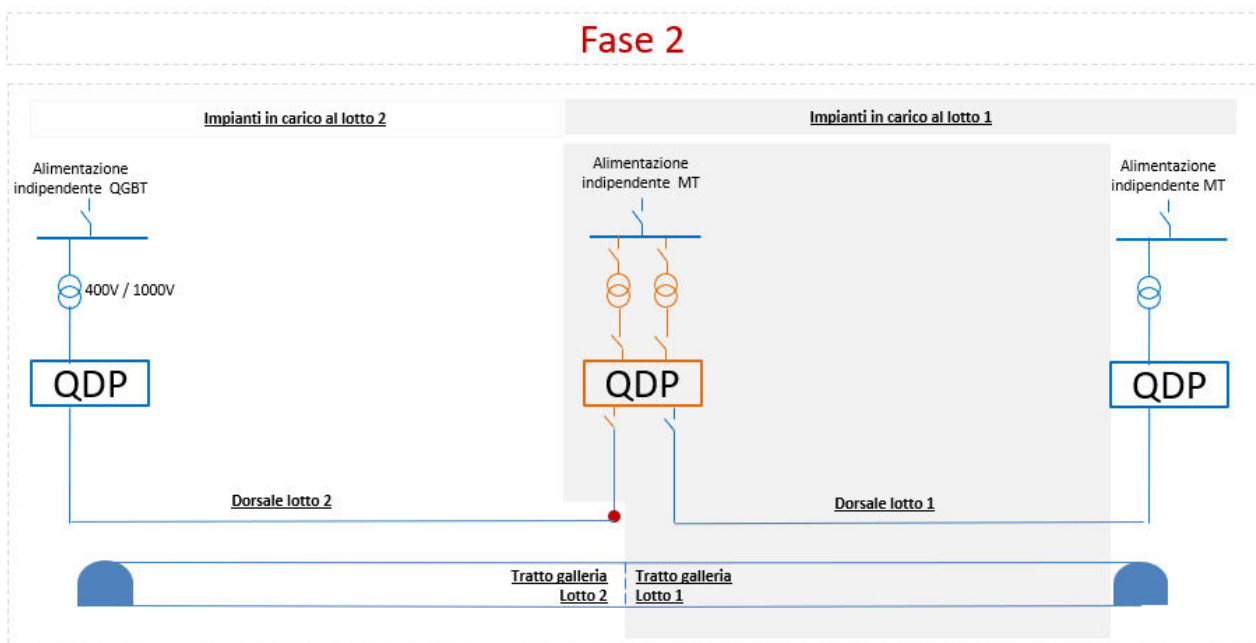 Fase 2
Impianti in carico al lotto 2
Impianti in carico al lotto 1
Alimentazione
indipendente QGBT
Alimentazione
indipendente MT
Alimentazione
indipendente MT
400V / 1000V
QDP
QDP
QDP
Dorsale lotto 2
Dorsale lotto 1
Tratto galleria
Lotto 2
Tratto galleria
Lotto 1